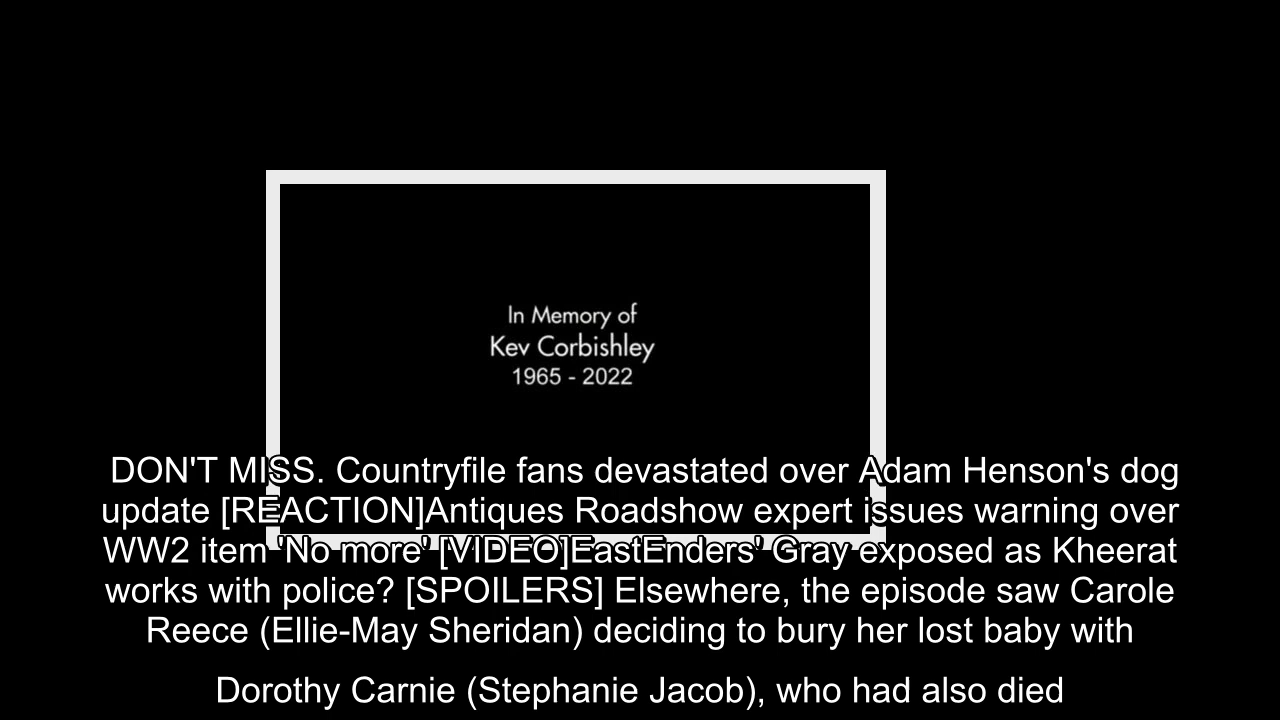 In Memory of
Kev Corbishley
1965 - 2022
DON'T MISS. Countryfile fans devastated over Adam Henson's dog
update [REACTION]Antiques Roadshow expert issues warning over
WW2 item 'No more' [VIDEO]EastEnders' Gray exposed as Kheerat
works with police? [SPOILERS] Elsewhere, the episode saw Carole
Reece (Ellie-May Sheridan) deciding to bury her lost baby with
Dorothy Carnie (Stephanie Jacob), who had also died